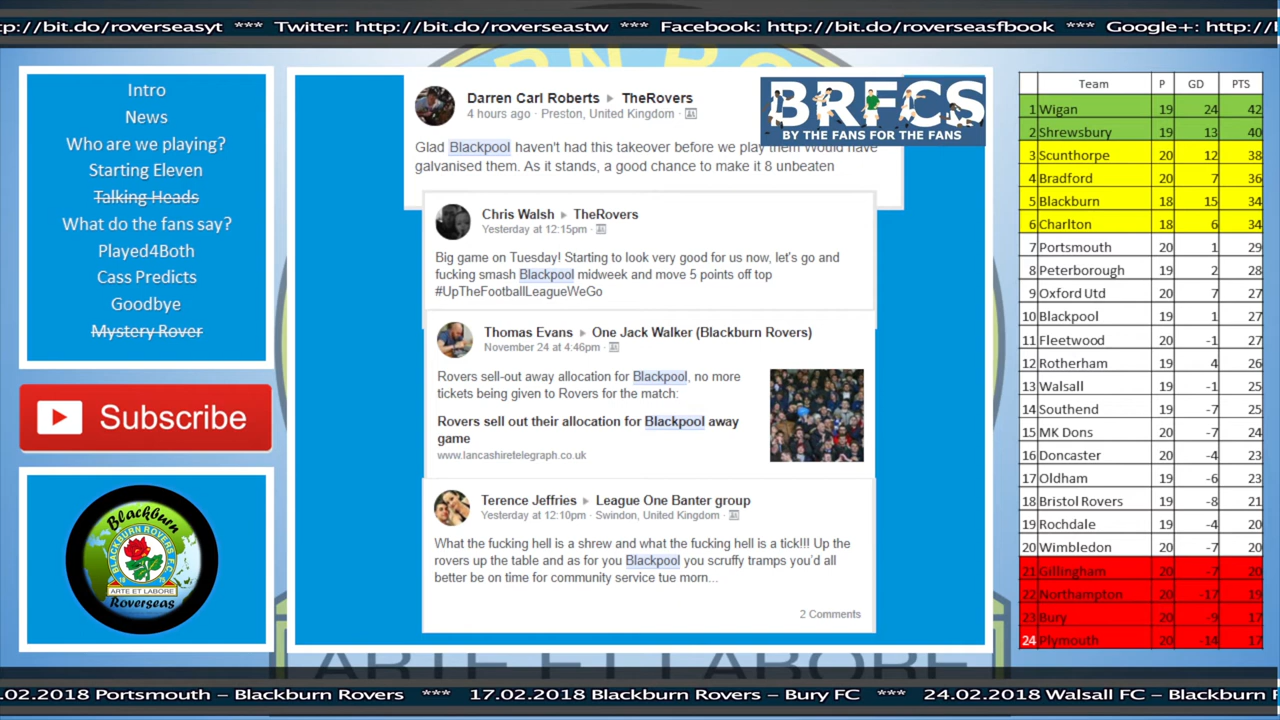 p://bit.do/roverseasyt *** Twitter: http://bit.do/roverseastw *** Facebook: http://bit.do/roverseasfbook *** Google+: http://
Intro
News
Who are we playing?
Starting Eleven
Talking Heads
What do the fans say?
Played4Both
Cass Predicts
Goodbye
Mystery Rover
Subscribe
Blackburn
BLACKBURN ROVERS F.C.
18 75
ARTE ET LABORE
Roverseas
BRFCS
BY THE FANS FOR THE FANS
Darren Carl Roberts TheRovers
4 hours ago · Preston, United Kingdom ·
Glad Blackpool haven't had this takeover before we play them Would have
galvanised them. As it stands, a good chance to make it 8 unbeaten
Chris Walsh TheRovers
Yesterday at 12:15pm ·
Big game on Tuesday! Starting to look very good for us now, let's go and
fucking smash Blackpool midweek and move 5 points off top
#UpTheFootballLeagueWeGo
Thomas Evans One Jack Walker (Blackburn Rovers)
November 24 at 4:46pm ·
Rovers sell-out away allocation for Blackpool, no more
tickets being given to Rovers for the match:
Rovers sell out their allocation for Blackpool away
game
www.lancashiretelegraph.co.uk
Terence Jeffries League One Banter group
Yesterday at 12:10pm · Swindon, United Kingdom ·
What the fucking hell is a shrew and what the fucking hell is a tick!!! Up the
rovers up the table and as for you Blackpool you scruffy tramps you'd all
better be on time for community service tue morn...
2 Comments
Team P GD PTS
1 Wigan 19 24 42
2 Shrewsbury 19 13 40
3 Scunthorpe 20 12 38
4 Bradford 20 7 36
5 Blackburn 18 15 34
6 Charlton 18 6 34
7 Portsmouth 20 1 29
8 Peterborough 19 2 28
9 Oxford Utd 20 7 27
10 Blackpool 19 1 27
11 Fleetwood 20 -1 27
12 Rotherham 19 4 26
13 Walsall 19 -1 25
14 Southend 19 -7 25
15 MK Dons 20 -7 24
16 Doncaster 20 -4 23
17 Oldham 19 -6 23
18 Bristol Rovers 19 -8 21
19 Rochdale 19 -4 20
20 Wimbledon 20 -7 20
21 Gillingham 20 -7 20
22 Northampton 20 -17 19
23 Bury 20 -9 17
24 Plymouth 20 -14 17
ARTE ET LABORE
.02.2018 Portsmouth – Blackburn Rovers *** 17.02.2018 Blackburn Rovers – Bury FC *** 24.02.2018 Walsall FC – Blackburn